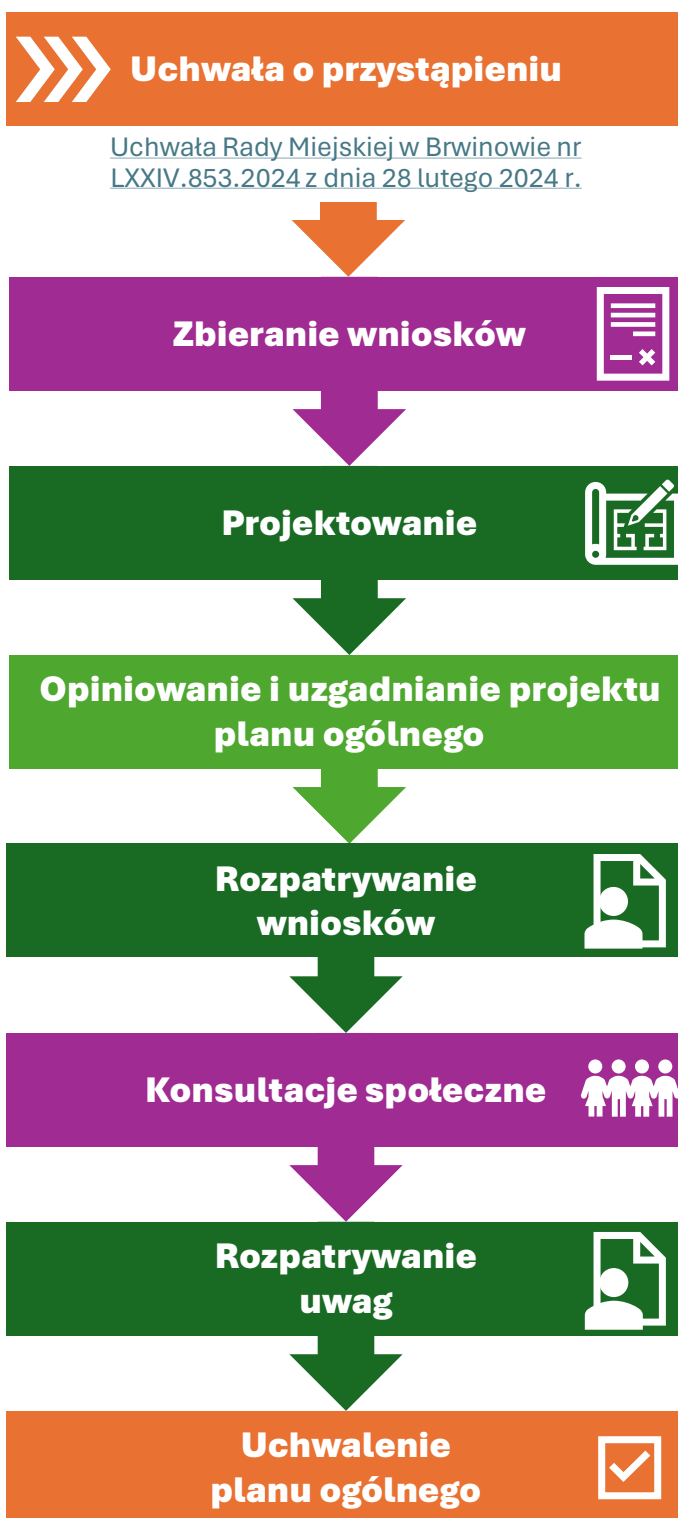 Uchwała o przystąpieniu
Uchwała Rady Miejskiej w Brwinowie nr
LXXIV.853.2024 z dnia 28 lutego 2024 r.
Zbieranie wniosków
Projektowanie
Opiniowanie i uzgadnianie projektu
planu ogólnego
Rozpatrywanie
wniosków
Konsultacje społeczne
Rozpatrywanie
uwag
Uchwalenie
planu ogólnego